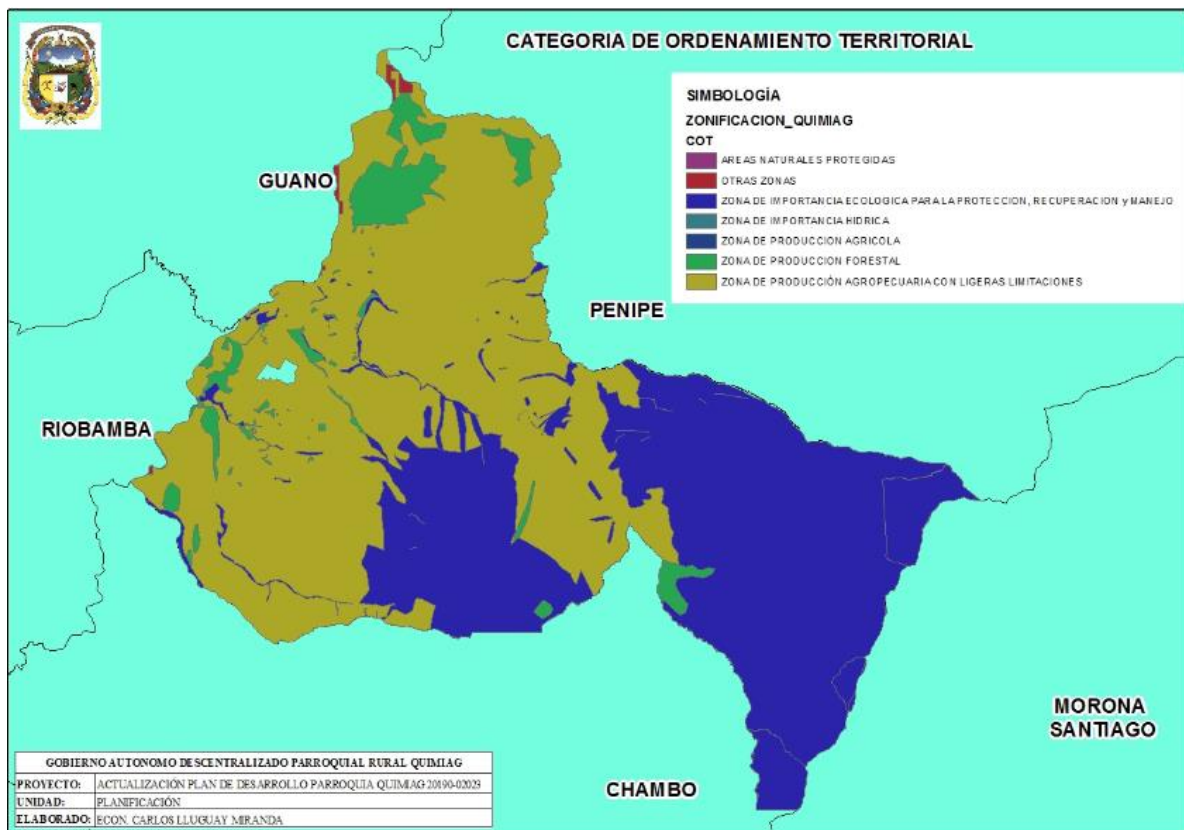 CATEGORIA DE ORDENAMIENTO TERRITORIAL
SIMBOLOGÍA
ZONIFICACION_QUIMIAG
COT
AREAS NATURALES PROTEGIDAS
OTRAS ZONAS
ZONA DE IMPORTANCIA ECOLOGICA PARA LA PROTECCION, RECUPERACION y MANEJO
ZONA DE IMPORTANCIA HIDRICA
ZONA DE PRODUCCION AGRICOLA
ZONA DE PRODUCCION FORESTAL
ZONA DE PRODUCCIÓN AGROPECUARIA CON LIGERAS LIMITACIONES
GUANO
PENIPE
RIOBAMBA
MORONA
SANTIAGO
CHAMBO
GOBIERNO AUTONOMO DESCENTRALIZADO PARROQUIAL RURAL QUIMIAG
PROYECTO: ACTUALIZACIÓN PLAN DE DESARROLLO PARROQUIA QUIMIAG 20190-02023
UNIDAD: PLANIFICACIÓN
ELABORADO: ECON. CARLOS LLUGUAY MIRANDA